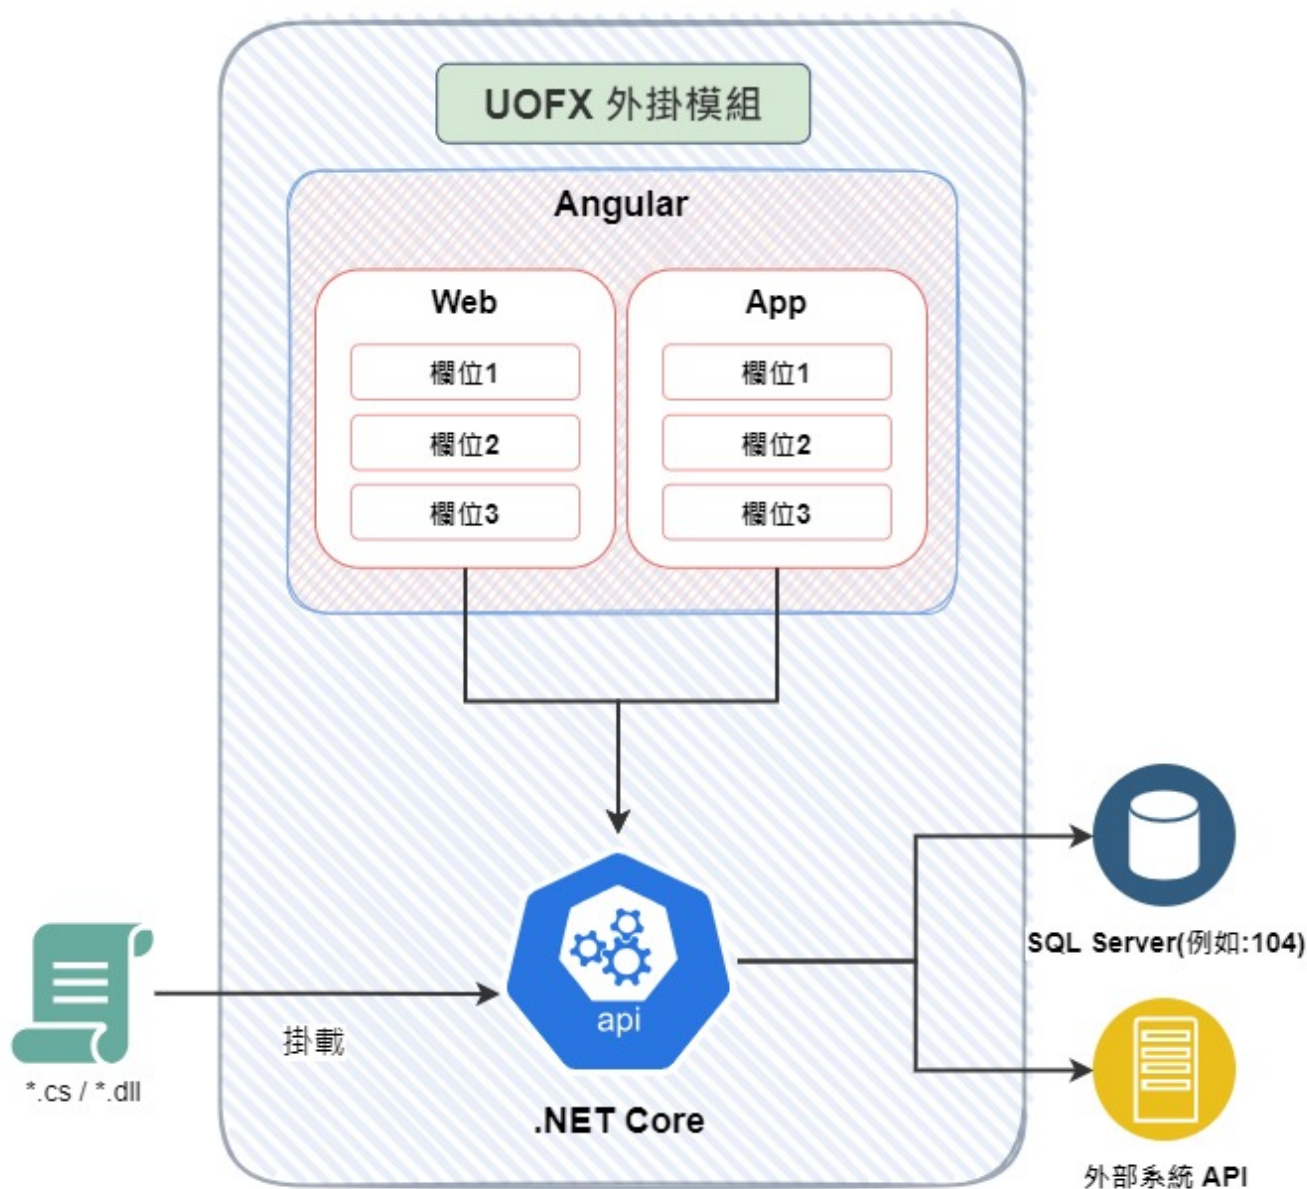 UOFX 外掛模組
Angular
Web
欄位1
欄位2
欄位3
App
欄位1
欄位2
欄位3
api
.NET Core
*.cs / *.dll
掛載
SQL Server(例如:104)
外部系統 API